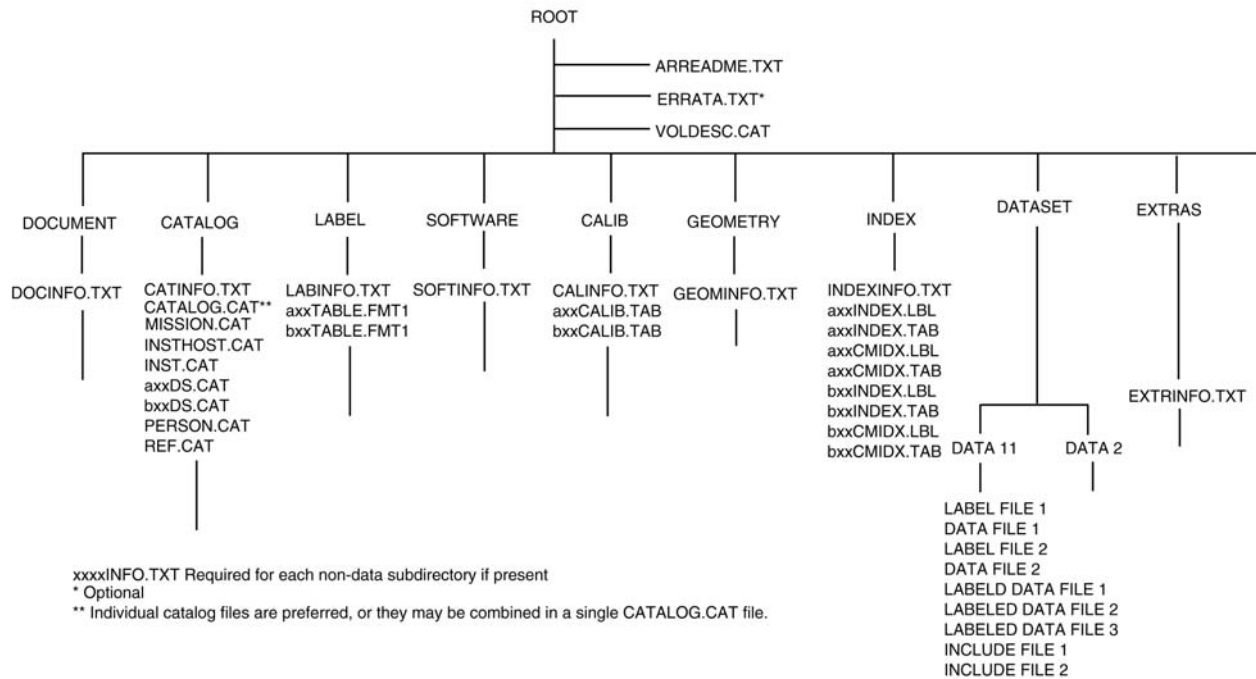 ROOT
ARREADME.TXT
ERRATA.TXT*
VOLDESC.CAT
DOCUMENT
DOCINFO.TXT
CATALOG
CATINFO.TXT
CATALOG.CAT**
MISSION.CAT
INSTHOST.CAT
INST.CAT
axxDS.CAT
bxxDS.CAT
PERSON.CAT
REF.CAT
LABEL
LABINFO.TXT
axxTABLE.FMT1
bxxTABLE.FMT1
SOFTWARE
SOFTINFO.TXT
CALIB
CALINFO.TXT
axxCALIB.TAB
bxxCALIB.TAB
GEOMETRY
GEOMINFO.TXT
INDEX
INDEXINFO.TXT
axxINDEX.LBL
axxINDEX.TAB
axxCMIDX.LBL
axxCMIDX.TAB
bxxINDEX.LBL
bxxINDEX.TAB
bxxCMIDX.LBL
bxxCMIDX.TAB
DATASET
DATA 11
LABEL FILE 1
DATA FILE 1
LABEL FILE 2
DATA FILE 2
LABELD DATA FILE 1
LABELED DATA FILE 2
LABELED DATA FILE 3
INCLUDE FILE 1
INCLUDE FILE 2
DATA 2
EXTRAS
EXTRINFO.TXT
xxxxINFO.TXT Required for each non-data subdirectory if present
* Optional
** Individual catalog files are preferred, or they may be combined in a single CATALOG.CAT file.